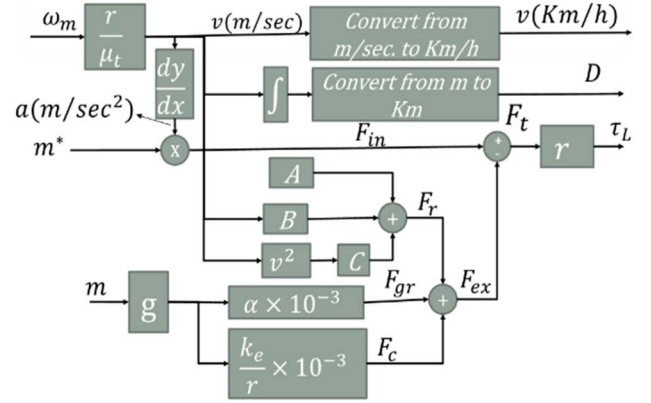 ω_m
r/μ_t
v(m/sec)
Convert from
m/sec. to Km/h
v(Km/h)
dy/dx
∫
Convert from m to
Km
D
a(m/sec²)
m*
x
F_in
+
-
F_t
r
τ_L
A
B
+
F_r
v²
C
m
g
α × 10⁻³
F_gr
+
F_ex
k_e/r × 10⁻³
F_c